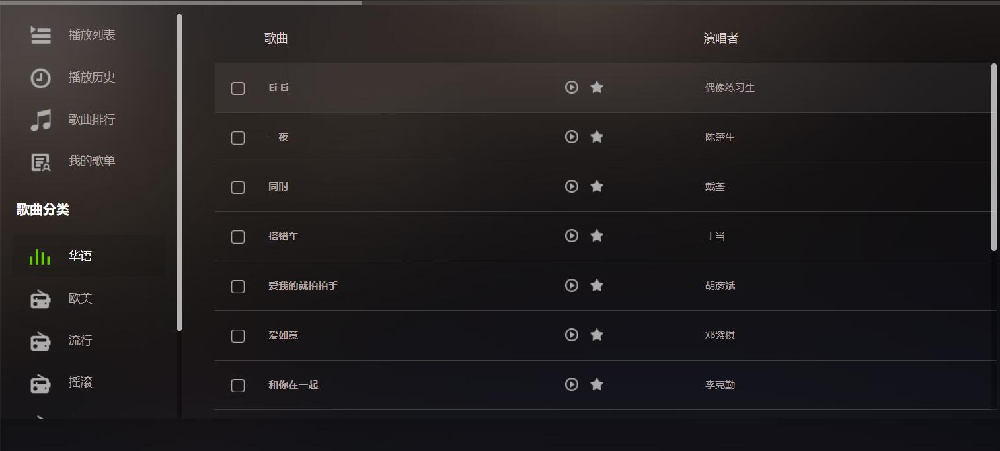 播放列表
播放历史
歌曲排行
我的歌单
歌曲分类
华语
欧美
流行
摇滚
歌曲 演唱者
Ei Ei 偶像练习生
一夜 陈楚生
同时 戴荃
搭错车 丁当
爱我的就拍拍手 胡彦斌
爱如意 邓紫棋
和你在一起 李克勤